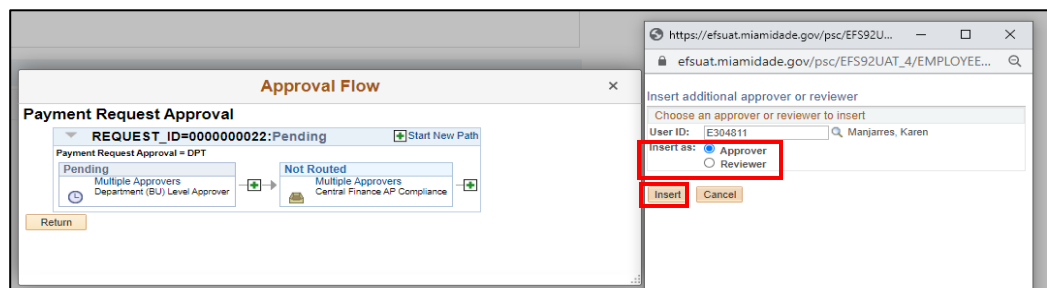 Approval Flow ×
Payment Request Approval
REQUEST_ID=0000000022:Pending Start New Path
Payment Request Approval = DPT
Pending
Multiple Approvers
Department (BU) Level Approver
Not Routed
Multiple Approvers
Central Finance AP Compliance
Return
https://efsuat.miamidade.gov/psc/EFS92U...
efsuat.miamidade.gov/psc/EFS92UAT_4/EMPLOYEE...
Insert additional approver or reviewer
Choose an approver or reviewer to insert
User ID: E304811 Manjarres, Karen
Insert as: Approver
Reviewer
Insert Cancel